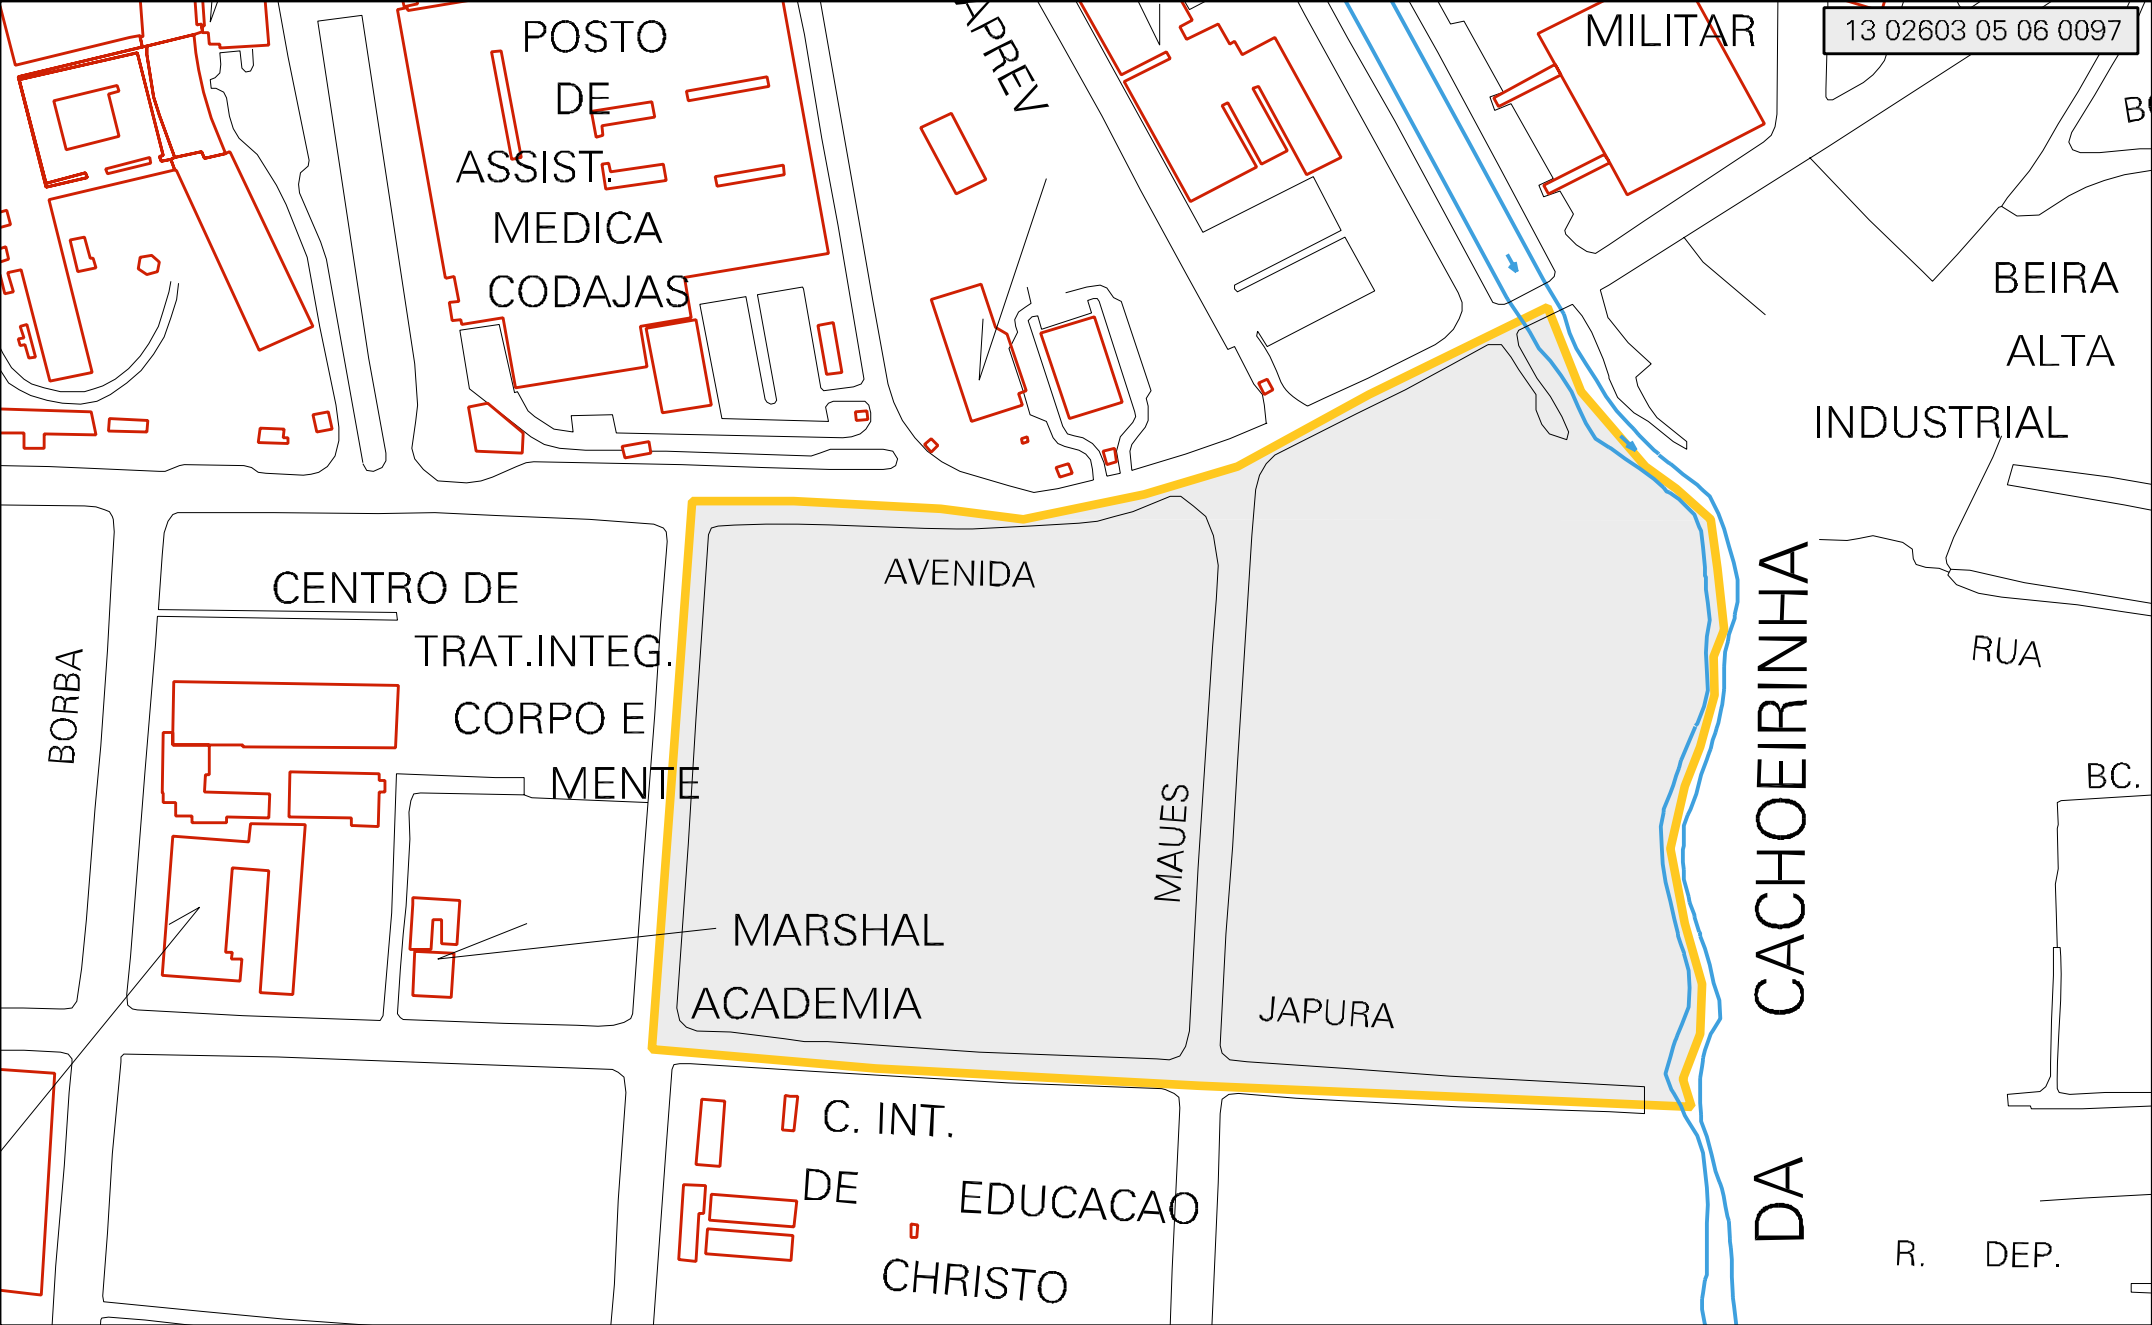 POSTO
DE
ASSIST.
MEDICA
CODAJAS
APREV
MILITAR
13 02603 05 06 0097
BEIRA
ALTA
INDUSTRIAL
CENTRO DE
TRAT.INTEG.
CORPO E
MENTE
BORBA
AVENIDA
MAUES
MARSHAL
ACADEMIA
JAPURA
CACHOEIRINHA
DA
RUA
BC.
C. INT.
DE
EDUCACAO
CHRISTO
R. DEP.